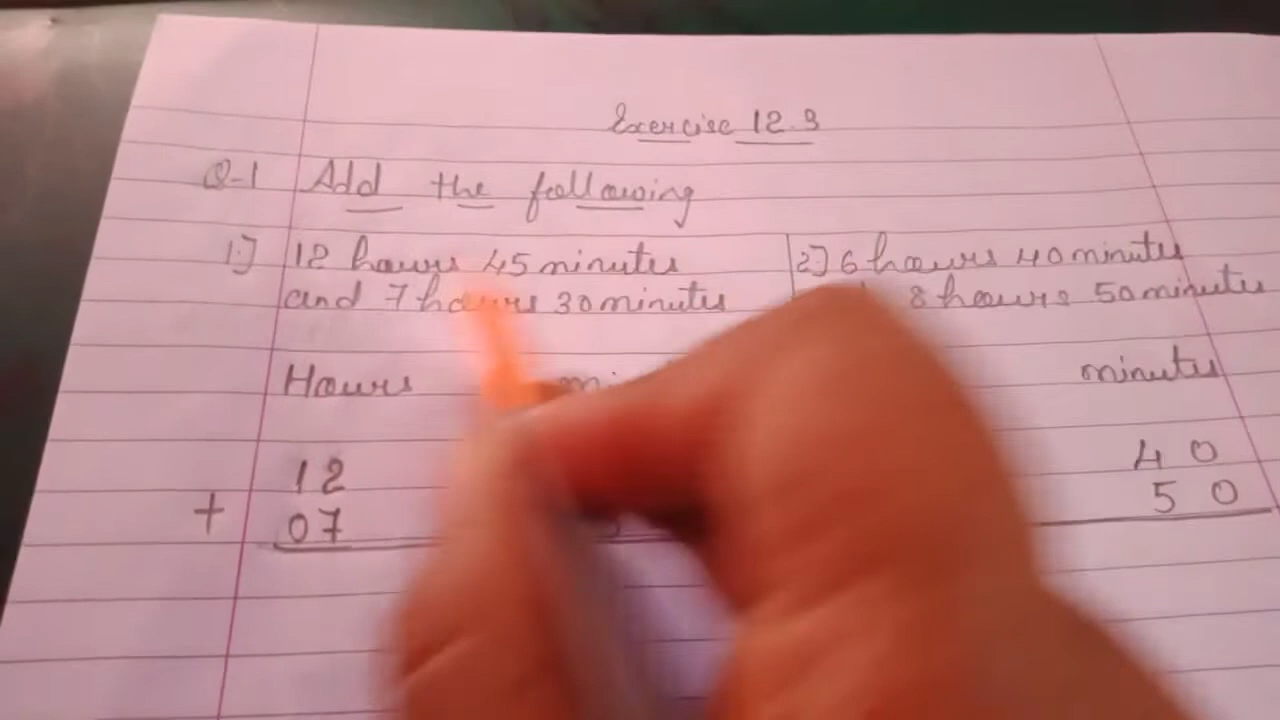 Exercise 12.3
Q-1 Add the following
1.) 12 hours 45 minutes
and 7 hours 30 minutes
2.) 6 hours 40 minutes
8 hours 50 minutes
Hours
minutes
12
+ 07
40
50